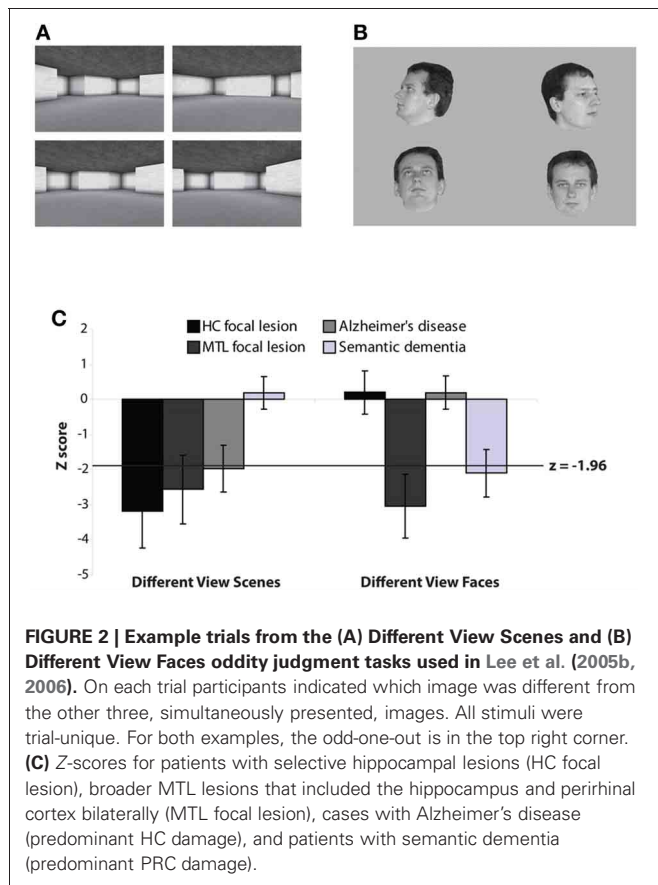 A
B
C
2
1
0
-1
-2
-3
-4
-5
Z score
HC focal lesion
Alzheimer's disease
MTL focal lesion
Semantic dementia
z = -1.96
Different View Scenes
Different View Faces
FIGURE 2 | Example trials from the (A) Different View Scenes and (B)
Different View Faces oddity judgment tasks used in Lee et al. (2005b,
2006). On each trial participants indicated which image was different from
the other three, simultaneously presented, images. All stimuli were
trial-unique. For both examples, the odd-one-out is in the top right corner.
(C) Z-scores for patients with selective hippocampal lesions (HC focal
lesion), broader MTL lesions that included the hippocampus and perirhinal
cortex bilaterally (MTL focal lesion), cases with Alzheimer's disease
(predominant HC damage), and patients with semantic dementia
(predominant PRC damage).